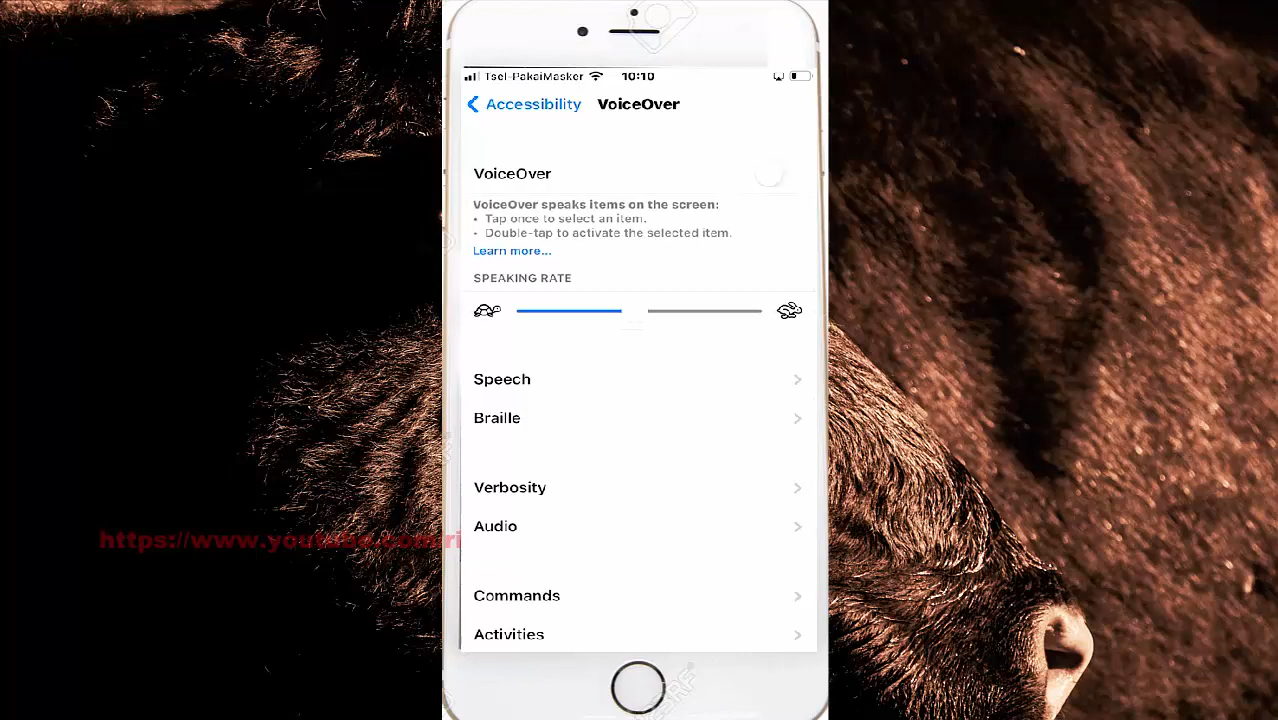 Tsel-PakaiMasker
10:10
Accessibility
VoiceOver
VoiceOver
VoiceOver speaks items on the screen:
• Tap once to select an item.
• Double-tap to activate the selected item.
Learn more...
SPEAKING RATE
Speech
Braille
Verbosity
Audio
https://www.youtube.com/ri
Commands
Activities